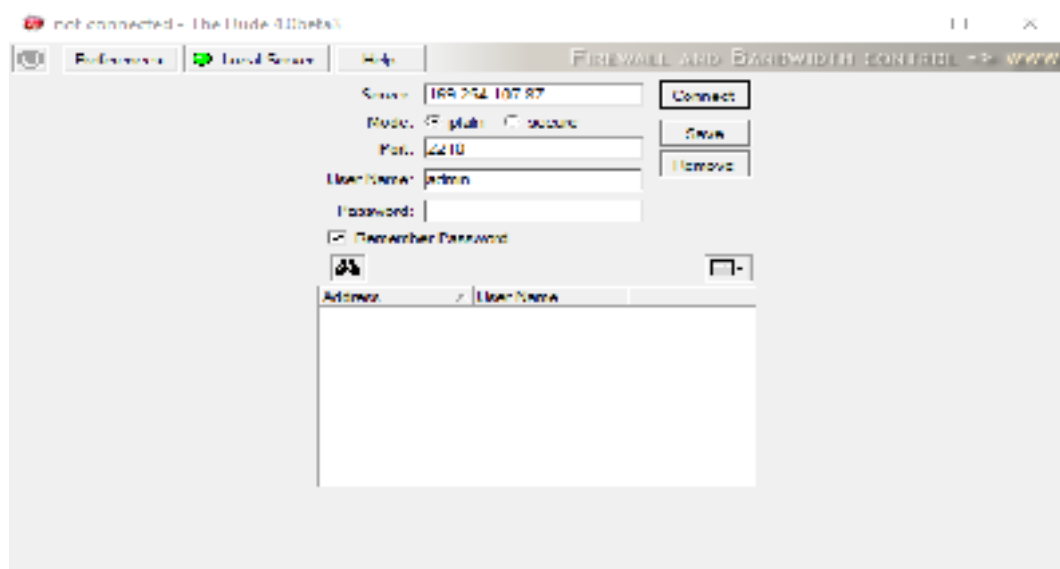 not connected - The Dude 4.0beta3
Preferences Local Server Help FIREWALL AND BANDWIDTH CONTROL -> WWW
Server: 169.254.107.87 Connect
Mode: plain secure
Save
Port: 2210
Remove
User Name: admin
Password:
Remember Password
Address User Name